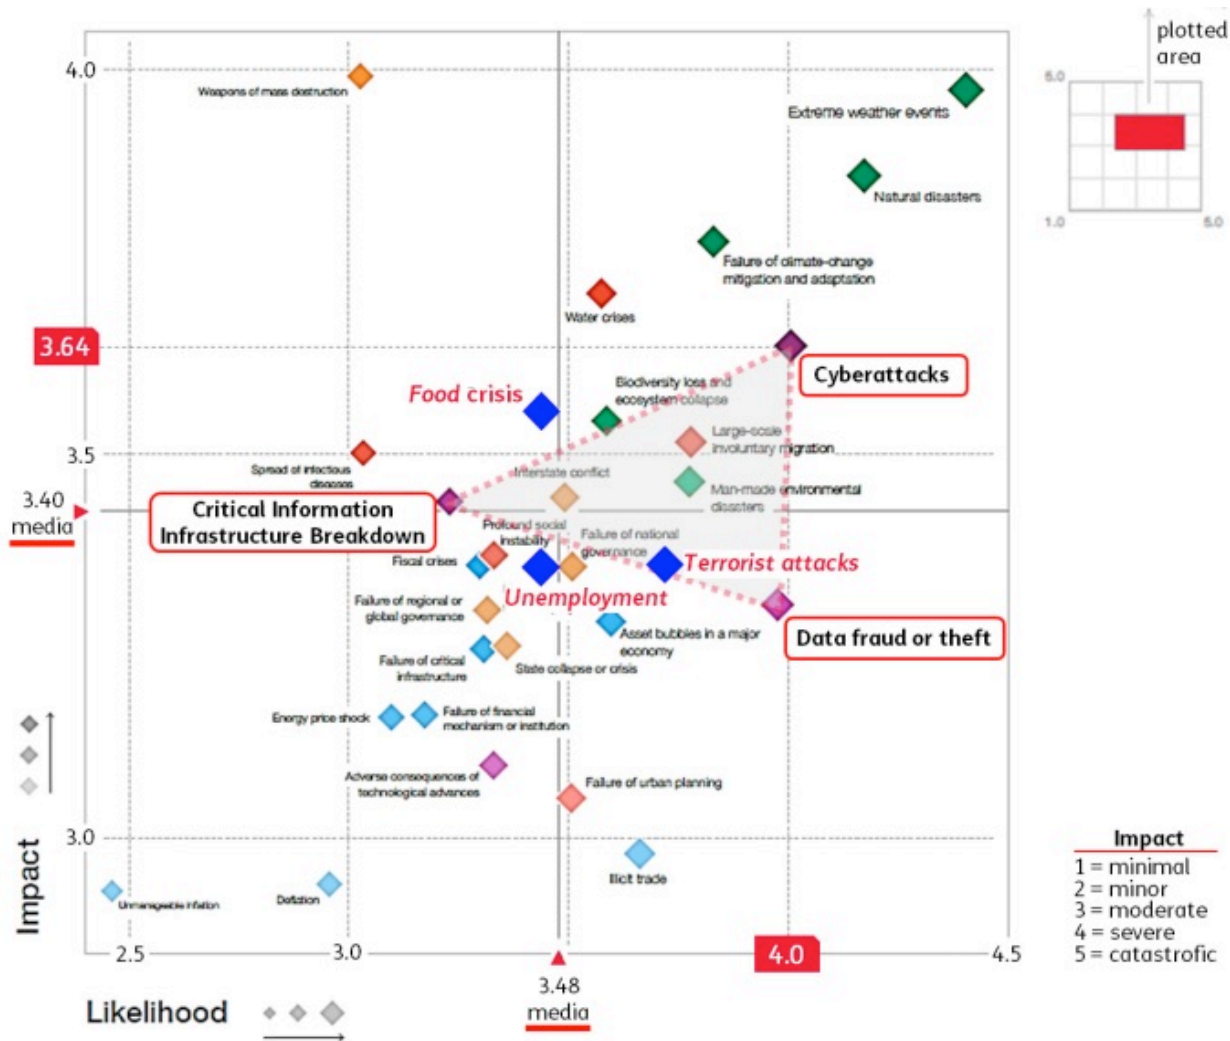 plotted
area
4.0
Weapons of mass destruction
Extreme weather events
5.0
Natural disasters
1.0
5.0
Failure of climate-change
mitigation and adaptation
Water crises
3.64
Cyberattacks
Food crisis
Biodiversity loss and
ecosystem collapse
Large-scale
involuntary migration
3.5
Spread of infectious
diseases
Interstate conflict
Man-made environmental
disasters
3.40
media
Critical Information
Infrastructure Breakdown
Profound social
instability
Failure of national
governance
Fiscal crises
Terrorist attacks
Unemployment
Failure of regional or
global governance
Data fraud or theft
Asset bubbles in a major
economy
Failure of critical
infrastructure
State collapse or crisis
Energy price shock
Failure of financial
mechanism or institution
Adverse consequences of
technological advances
Failure of urban planning
3.0
Illicit trade
Unmanageable inflation
Deflation
Impact
Impact
1 = minimal
2 = minor
3 = moderate
4 = severe
5 = catastrofic
2.5
3.0
4.0
4.5
3.48
media
Likelihood